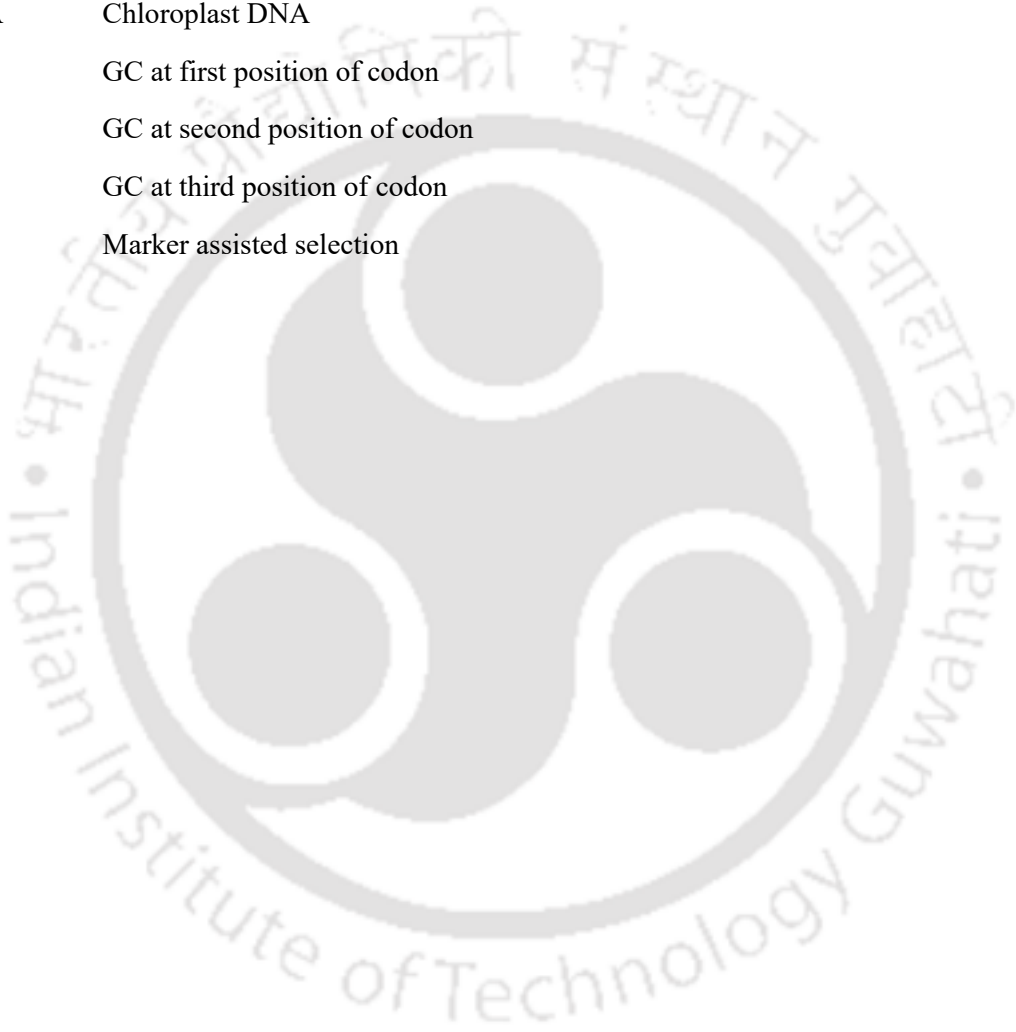 Chloroplast DNA
GC at first position of codon
GC at second position of codon
GC at third position of codon
Marker assisted selection
भारतीय प्रौद्योगिकी संस्थान गुवाहाटी
Indian Institute of Technology Guwahati